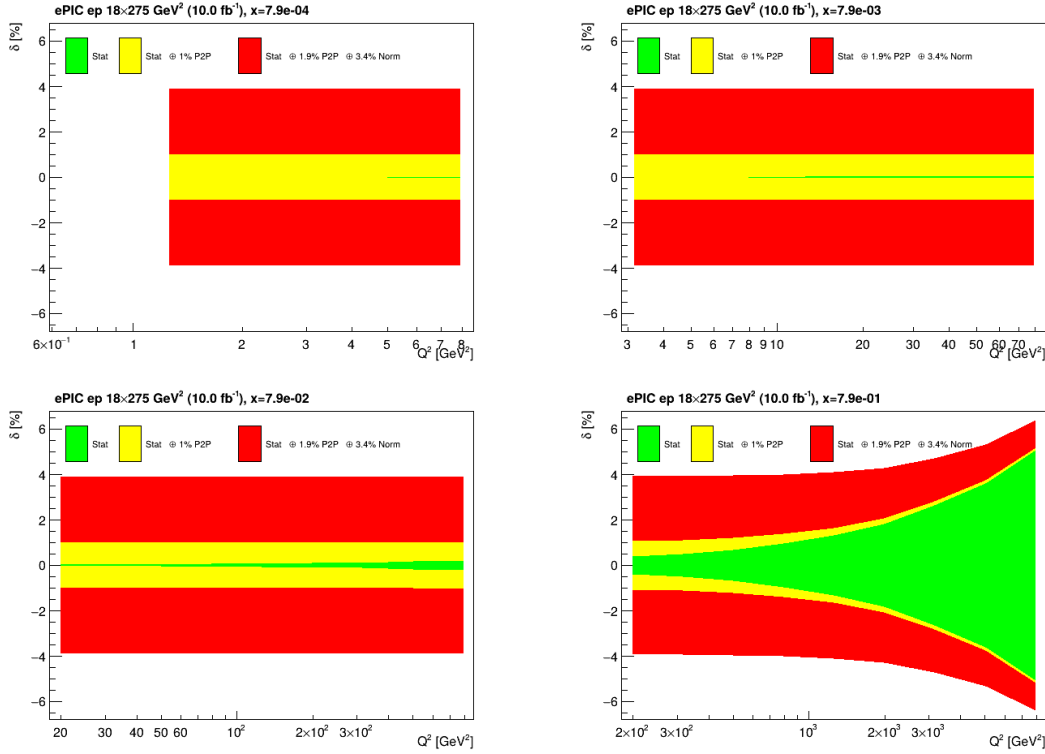 ePIC ep 18×275 GeV² (10.0 fb⁻¹), x=7.9e-04
δ [%]
Stat
Stat ⊕ 1% P2P
Stat ⊕ 1.9% P2P ⊕ 3.4% Norm
6
4
2
0
−2
−4
−6
6×10⁻¹ 1 2 3 4 5 6 7 8
Q² [GeV²]
ePIC ep 18×275 GeV² (10.0 fb⁻¹), x=7.9e-03
δ [%]
Stat
Stat ⊕ 1% P2P
Stat ⊕ 1.9% P2P ⊕ 3.4% Norm
6
4
2
0
−2
−4
−6
3 4 5 6 7 8 9 10 20 30 40 50 60 70
Q² [GeV²]
ePIC ep 18×275 GeV² (10.0 fb⁻¹), x=7.9e-02
δ [%]
Stat
Stat ⊕ 1% P2P
Stat ⊕ 1.9% P2P ⊕ 3.4% Norm
6
4
2
0
−2
−4
−6
20 30 40 50 60 10² 2×10² 3×10²
Q² [GeV²]
ePIC ep 18×275 GeV² (10.0 fb⁻¹), x=7.9e-01
δ [%]
Stat
Stat ⊕ 1% P2P
Stat ⊕ 1.9% P2P ⊕ 3.4% Norm
6
4
2
0
−2
−4
−6
2×10² 3×10² 10³ 2×10³ 3×10³
Q² [GeV²]